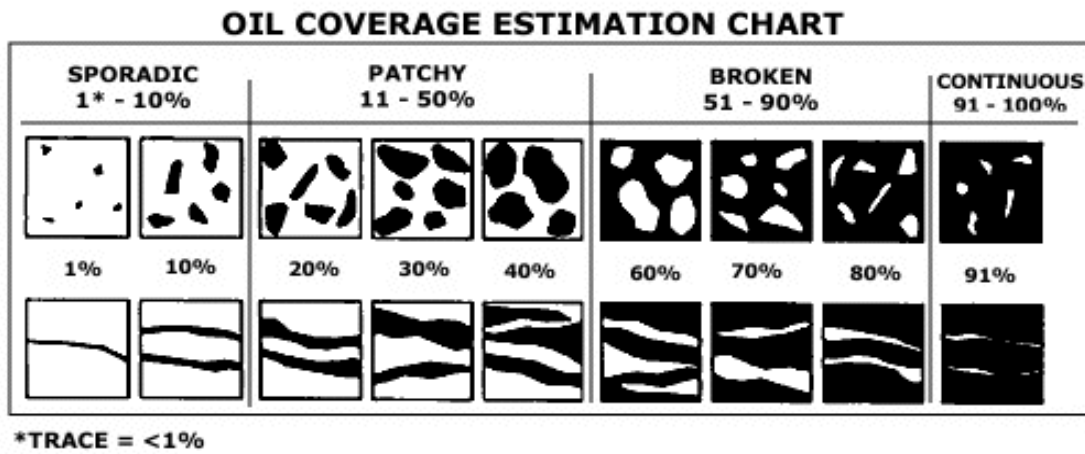 OIL COVERAGE ESTIMATION CHART
SPORADIC
1* - 10%
PATCHY
11 - 50%
BROKEN
51 - 90%
CONTINUOUS
91 - 100%
1% 10% 20% 30% 40% 60% 70% 80% 91%
*TRACE = <1%